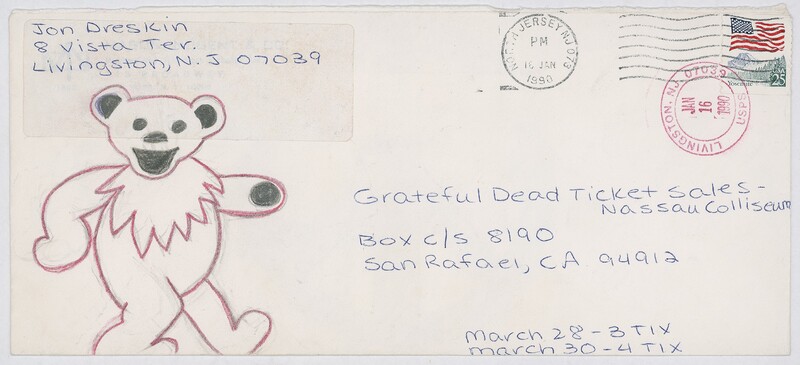 Jon Dreskin
8 Vista Ter.
Livingston, N.J 07039
NORTH JERSEY NJ 073
PM
16 JAN
1990
Yosemite
25
LIVINGSTON, NJ. 07039
JAN
16
1990
USPS
Grateful Dead Ticket Sales-
Nassau Colliseum
Box c/s 8190
San Rafael, CA 94912
March 28-3 TIX
March 30-4 TIX